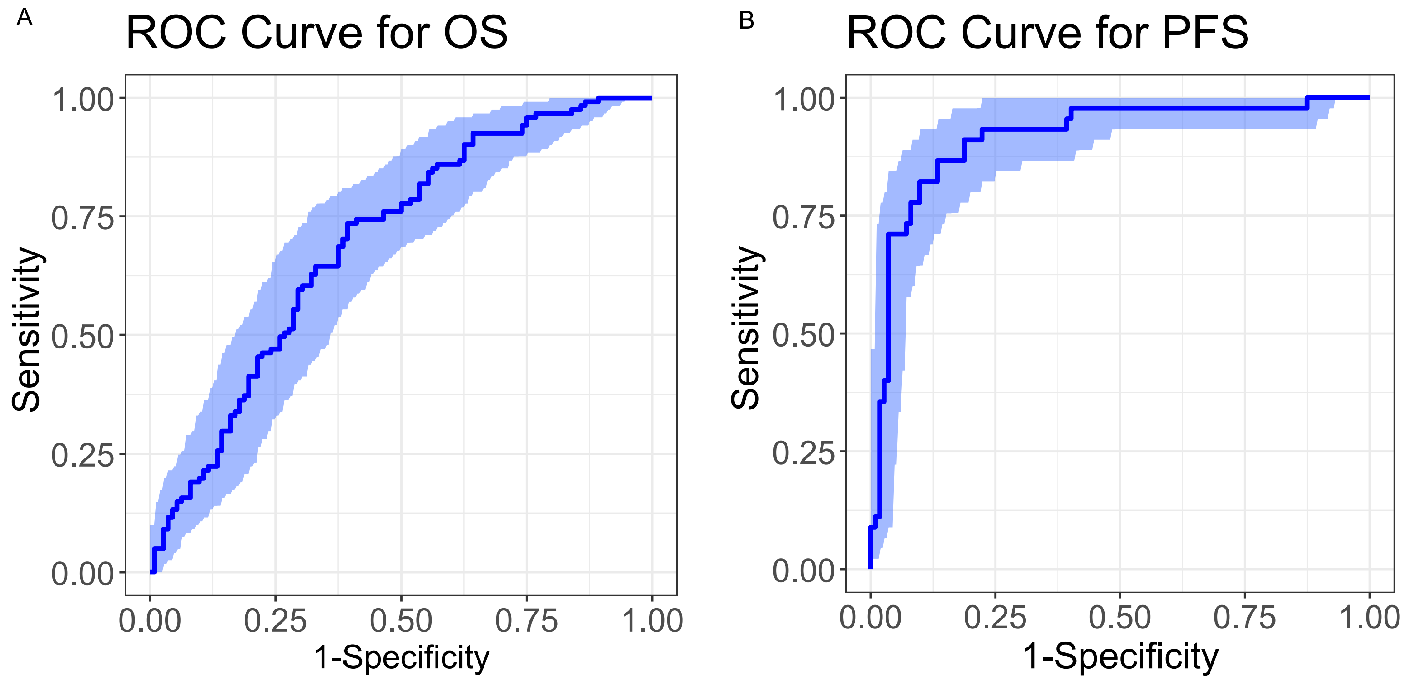 A
ROC Curve for OS
1.00
0.75
0.50
0.25
0.00
Sensitivity
0.00 0.25 0.50 0.75 1.00
1-Specificity
B
ROC Curve for PFS
1.00
0.75
0.50
0.25
0.00
Sensitivity
0.00 0.25 0.50 0.75 1.00
1-Specificity